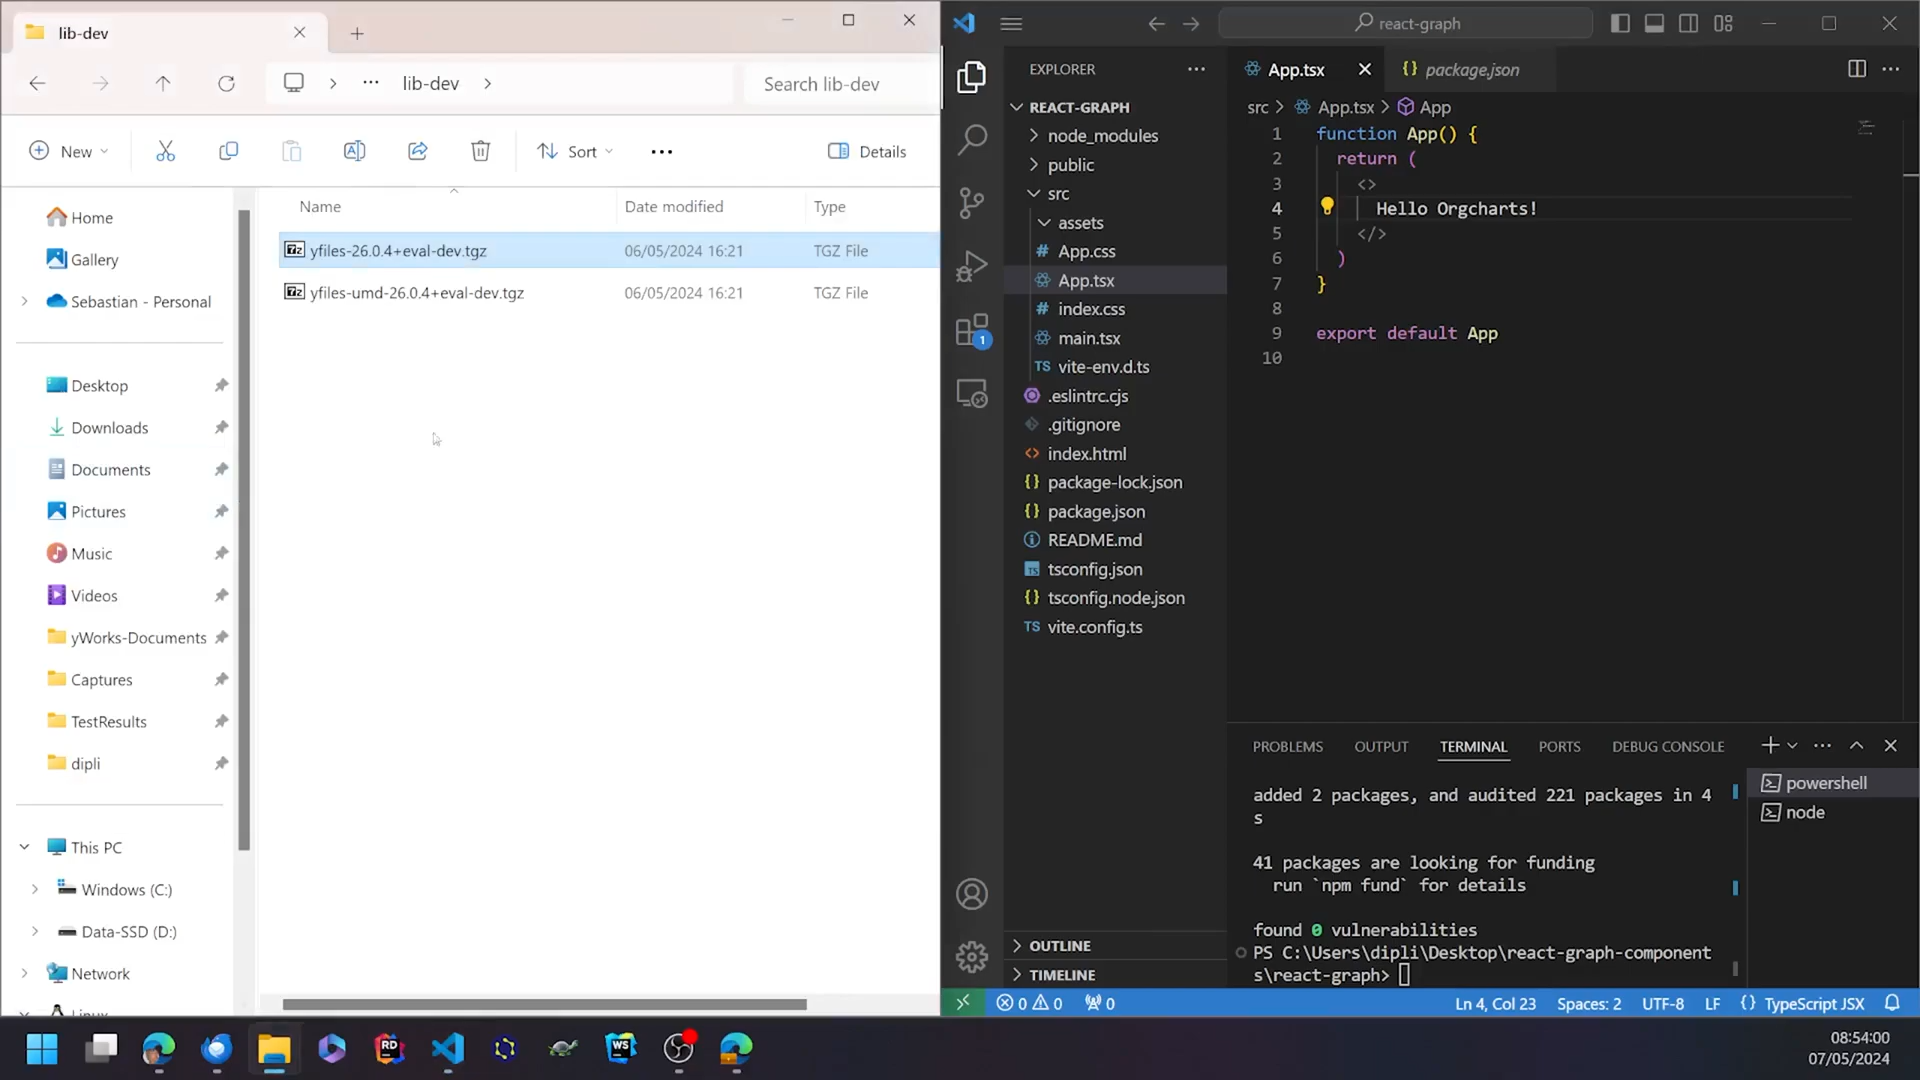 lib-dev
lib-dev
Search lib-dev
New
Sort
Details
Name
Date modified
Type
yfiles-26.0.4+eval-dev.tgz
06/05/2024 16:21
TGZ File
yfiles-umd-26.0.4+eval-dev.tgz
06/05/2024 16:21
TGZ File
Home
Gallery
Sebastian - Personal
Desktop
Downloads
Documents
Pictures
Music
Videos
yWorks-Documents
Captures
TestResults
dipli
This PC
Windows (C:)
Data-SSD (D:)
Network
react-graph
EXPLORER
REACT-GRAPH
node_modules
public
src
assets
# App.css
App.tsx
# index.css
main.tsx
TS vite-env.d.ts
.eslintrc.cjs
.gitignore
<> index.html
{} package-lock.json
{} package.json
README.md
TS tsconfig.json
{} tsconfig.node.json
TS vite.config.ts
OUTLINE
TIMELINE
1
App.tsx
{} package.json
src > App.tsx > App
1 function App() {
2 return (
3 <>
4 Hello Orgcharts!
5 </>
6 )
7 }
8
9 export default App
10
PROBLEMS
OUTPUT
TERMINAL
PORTS
DEBUG CONSOLE
added 2 packages, and audited 221 packages in 4
s
41 packages are looking for funding
run `npm fund` for details
found 0 vulnerabilities
PS C:\Users\dipli\Desktop\react-graph-component
s\react-graph>
powershell
node
0 0
0
Ln 4, Col 23
Spaces: 2
UTF-8
LF
{} TypeScript JSX
RD
WS
08:54:00
07/05/2024